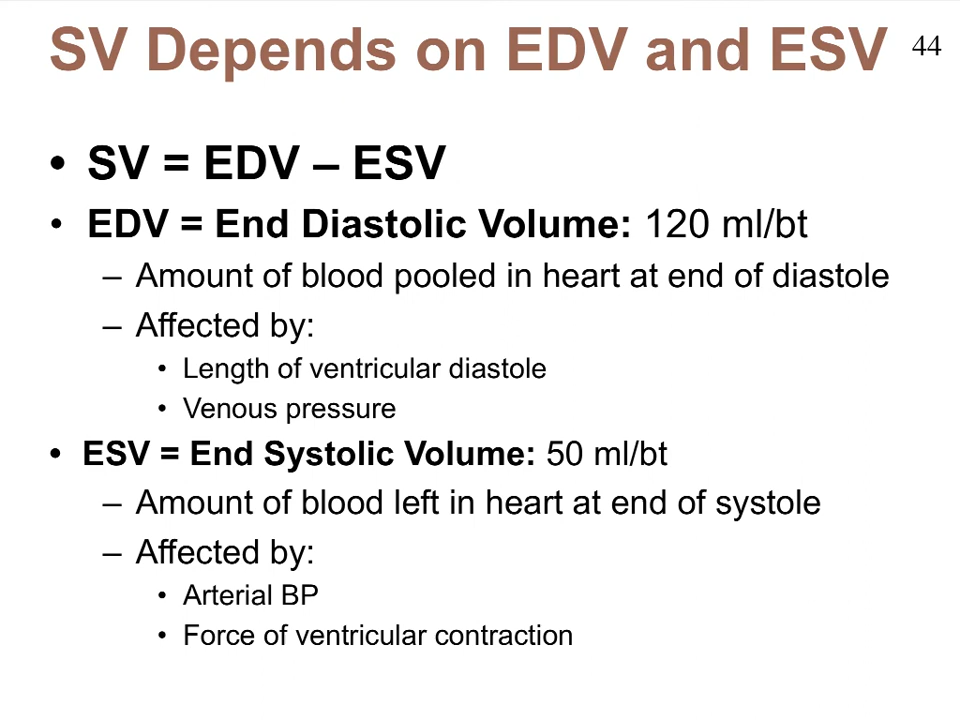 SV Depends on EDV and ESV
44
• SV = EDV – ESV
• EDV = End Diastolic Volume: 120 ml/bt
– Amount of blood pooled in heart at end of diastole
– Affected by:
• Length of ventricular diastole
• Venous pressure
• ESV = End Systolic Volume: 50 ml/bt
– Amount of blood left in heart at end of systole
– Affected by:
• Arterial BP
• Force of ventricular contraction